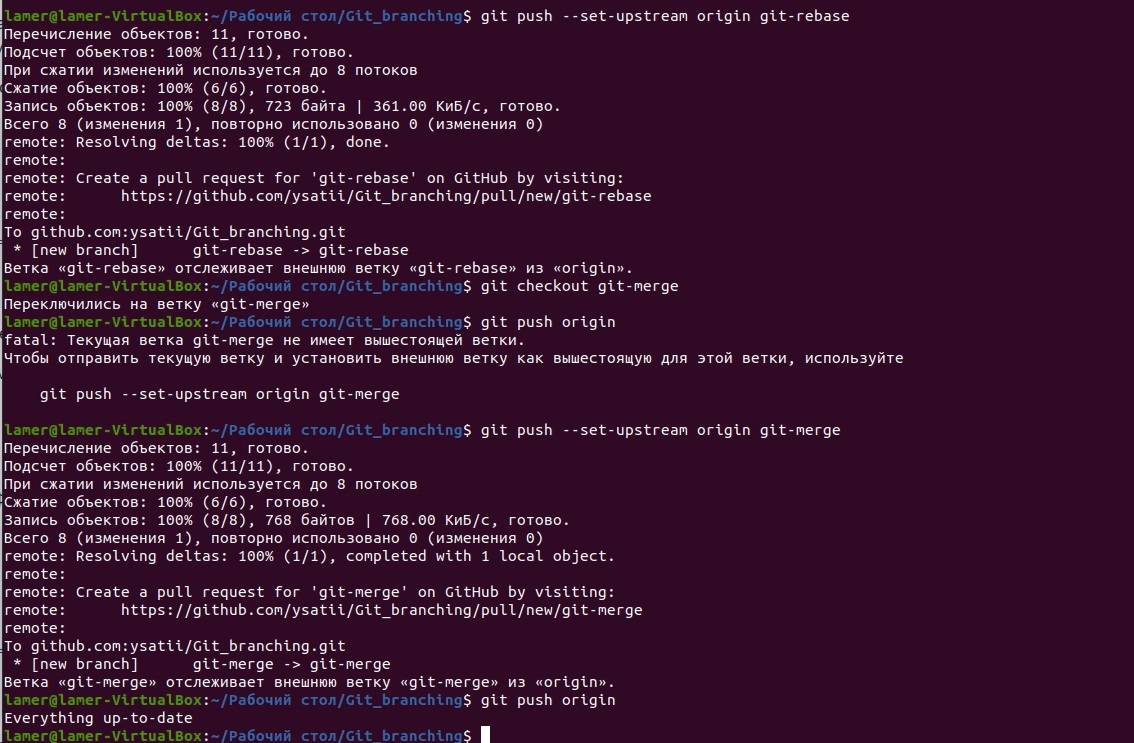 lamer@lamer-VirtualBox:~/Рабочий стол/Git_branching$ git push --set-upstream origin git-rebase
Перечисление объектов: 11, готово.
Подсчет объектов: 100% (11/11), готово.
При сжатии изменений используется до 8 потоков
Сжатие объектов: 100% (6/6), готово.
Запись объектов: 100% (8/8), 723 байта | 361.00 КиБ/с, готово.
Всего 8 (изменения 1), повторно использовано 0 (изменения 0)
remote: Resolving deltas: 100% (1/1), done.
remote:
remote: Create a pull request for 'git-rebase' on GitHub by visiting:
remote:      https://github.com/ysatii/Git_branching/pull/new/git-rebase
remote:
To github.com:ysatii/Git_branching.git
 * [new branch]      git-rebase -> git-rebase
Ветка «git-rebase» отслеживает внешнюю ветку «git-rebase» из «origin».
lamer@lamer-VirtualBox:~/Рабочий стол/Git_branching$ git checkout git-merge
Переключились на ветку «git-merge»
lamer@lamer-VirtualBox:~/Рабочий стол/Git_branching$ git push origin
fatal: Текущая ветка git-merge не имеет вышестоящей ветки.
Чтобы отправить текущую ветку и установить внешнюю ветку как вышестоящую для этой ветки, используйте
    git push --set-upstream origin git-merge
lamer@lamer-VirtualBox:~/Рабочий стол/Git_branching$ git push --set-upstream origin git-merge
Перечисление объектов: 11, готово.
Подсчет объектов: 100% (11/11), готово.
При сжатии изменений используется до 8 потоков
Сжатие объектов: 100% (6/6), готово.
Запись объектов: 100% (8/8), 768 байтов | 768.00 КиБ/с, готово.
Всего 8 (изменения 1), повторно использовано 0 (изменения 0)
remote: Resolving deltas: 100% (1/1), completed with 1 local object.
remote:
remote: Create a pull request for 'git-merge' on GitHub by visiting:
remote:      https://github.com/ysatii/Git_branching/pull/new/git-merge
remote:
To github.com:ysatii/Git_branching.git
 * [new branch]      git-merge -> git-merge
Ветка «git-merge» отслеживает внешнюю ветку «git-merge» из «origin».
lamer@lamer-VirtualBox:~/Рабочий стол/Git_branching$ git push origin
Everything up-to-date
lamer@lamer-VirtualBox:~/Рабочий стол/Git_branching$